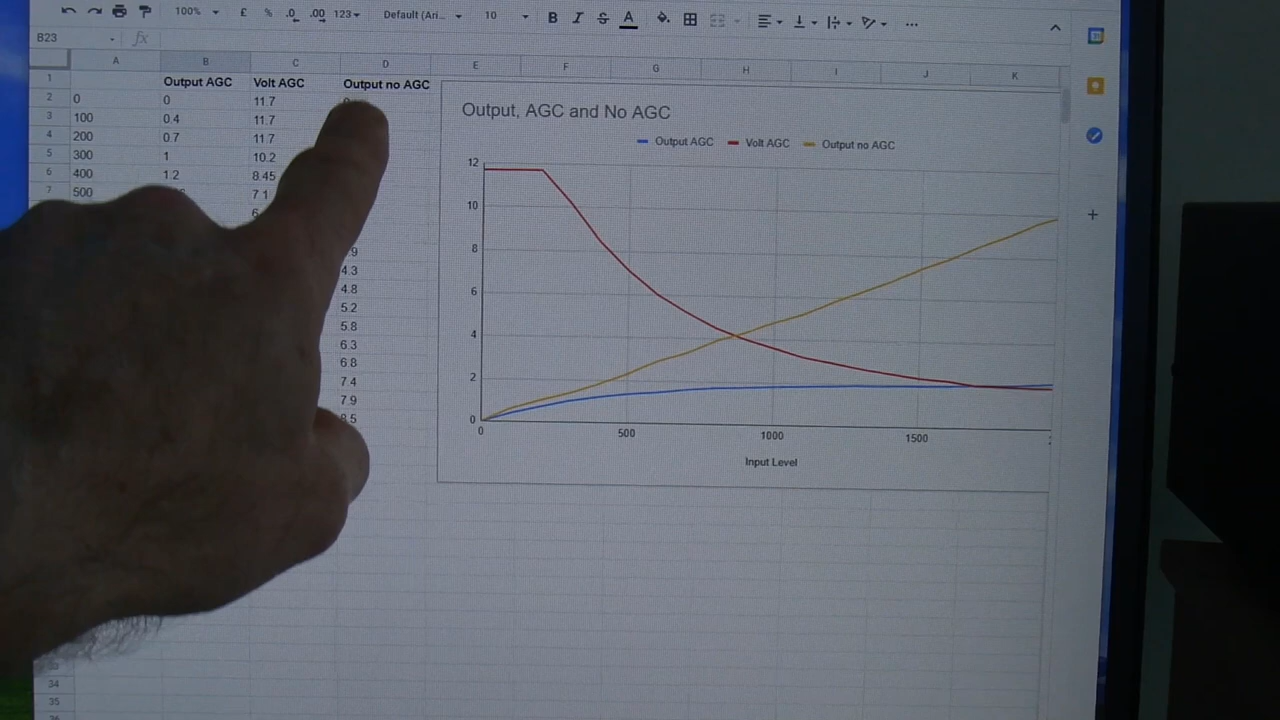 100% £ % .0 .00 123 Default (Ari... 10 B I S A ...
B23 fx
A B C D E F G H I J K
1 Output AGC Volt AGC Output no AGC
2 0 0 11.7
3 100 0.4 11.7
4 200 0.7 11.7
5 300 1 10.2
6 400 1.2 8.45
7 500 7.1
4.3
4.8
5.2
5.8
6.3
6.8
7.4
7.9
8.5
34
35
Output, AGC and No AGC
Output AGC Volt AGC Output no AGC
12
10
8
6
4
2
0
0 500 1000 1500
Input Level